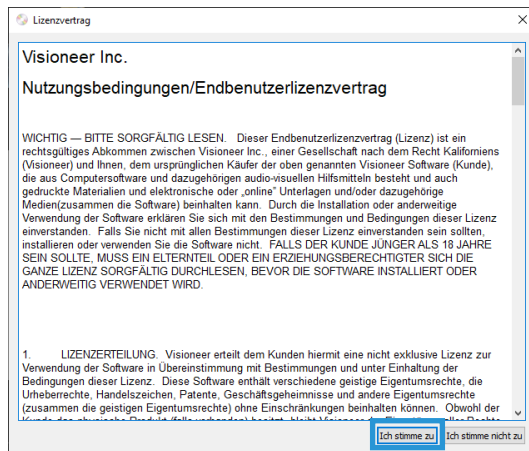 Lizenzvertrag
Visioneer Inc.
Nutzungsbedingungen/Endbenutzerlizenzvertrag
WICHTIG — BITTE SORGFÄLTIG LESEN. Dieser Endbenutzerlizenzvertrag (Lizenz) ist ein
rechtsgültiges Abkommen zwischen Visioneer Inc., einer Gesellschaft nach dem Recht Kaliforniens
(Visioneer) und Ihnen, dem ursprünglichen Käufer der oben genannten Visioneer Software (Kunde),
die aus Computersoftware und dazugehörigen audio-visuellen Hilfsmitteln besteht und auch
gedruckte Materialien und elektronische oder „online" Unterlagen und/oder dazugehörige
Medien(zusammen die Software) beinhalten kann. Durch die Installation oder anderweitige
Verwendung der Software erklären Sie sich mit den Bestimmungen und Bedingungen dieser Lizenz
einverstanden. Falls Sie nicht mit allen Bestimmungen dieser Lizenz einverstanden sein sollten,
installieren oder verwenden Sie die Software nicht. FALLS DER KUNDE JÜNGER ALS 18 JAHRE
SEIN SOLLTE, MUSS EIN ELTERNTEIL ODER EIN ERZIEHUNGSBERECHTIGTER SICH DIE
GANZE LIZENZ SORGFÄLTIG DURCHLESEN, BEVOR DIE SOFTWARE INSTALLIERT ODER
ANDERWEITIG VERWENDET WIRD.
1. LIZENZERTEILUNG. Visioneer erteilt dem Kunden hiermit eine nicht exklusive Lizenz zur
Verwendung der Software in Übereinstimmung mit Bestimmungen und unter Einhaltung der
Bedingungen dieser Lizenz. Diese Software enthält verschiedene geistige Eigentumsrechte, die
Urheberrechte, Handelszeichen, Patente, Geschäftsgeheimnisse und andere Eigentumsrechte
(zusammen die geistigen Eigentumsrechte) ohne Einschränkungen beinhalten können. Obwohl der
Ich stimme zu
Ich stimme nicht zu